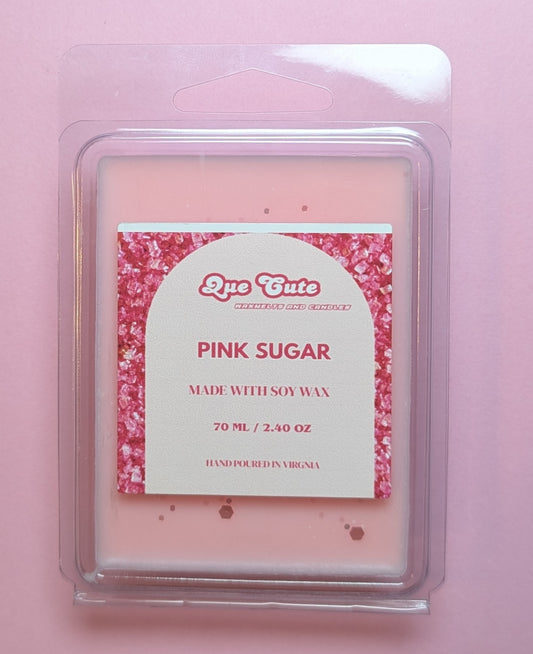 Que Cute
WAXMELTS AND CANDLES
PINK SUGAR
MADE WITH SOY WAX
70 ML / 2.40 OZ
HAND POURED IN VIRGNIA